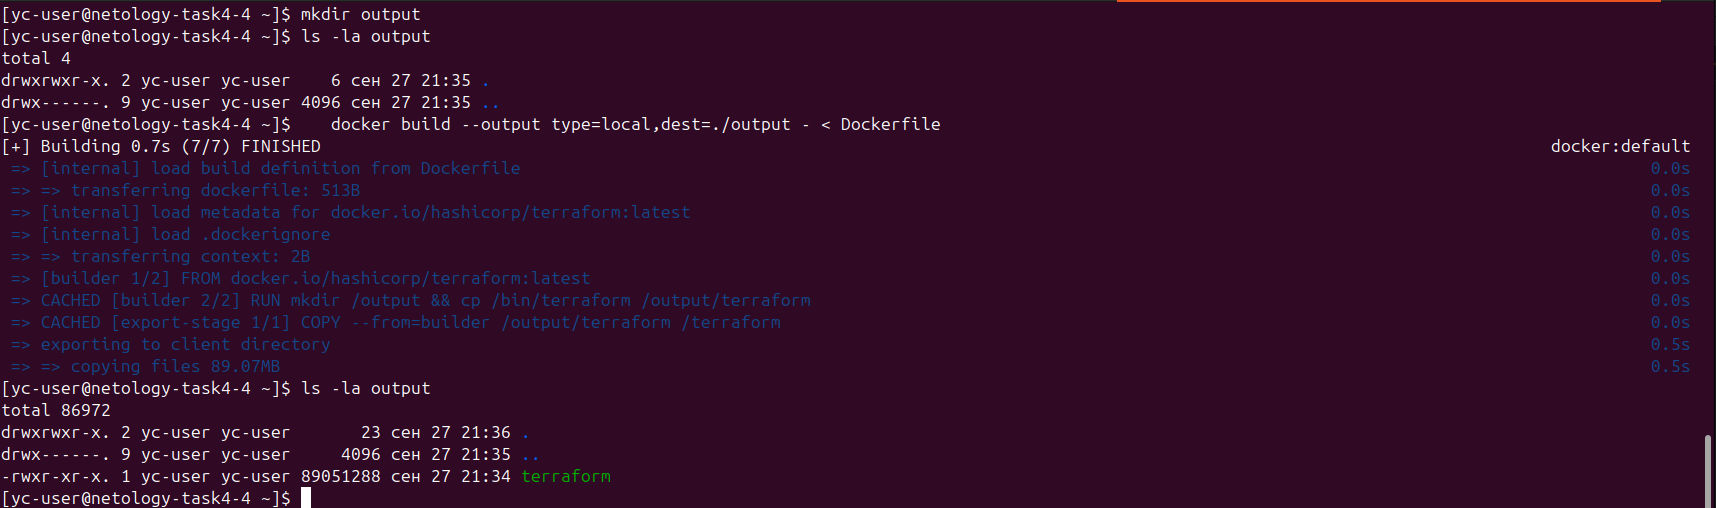 [yc-user@netology-task4-4 ~]$ mkdir output
[yc-user@netology-task4-4 ~]$ ls -la output
total 4
drwxrwxr-x. 2 yc-user yc-user    6 сен 27 21:35 .
drwx------. 9 yc-user yc-user 4096 сен 27 21:35 ..
[yc-user@netology-task4-4 ~]$    docker build --output type=local,dest=./output - < Dockerfile
[+] Building 0.7s (7/7) FINISHED docker:default
=> [internal] load build definition from Dockerfile 0.0s
=> => transferring dockerfile: 513B 0.0s
=> [internal] load metadata for docker.io/hashicorp/terraform:latest 0.0s
=> [internal] load .dockerignore 0.0s
=> => transferring context: 2B 0.0s
=> [builder 1/2] FROM docker.io/hashicorp/terraform:latest 0.0s
=> CACHED [builder 2/2] RUN mkdir /output && cp /bin/terraform /output/terraform 0.0s
=> CACHED [export-stage 1/1] COPY --from=builder /output/terraform /terraform 0.0s
=> exporting to client directory 0.5s
=> => copying files 89.07MB 0.5s
[yc-user@netology-task4-4 ~]$ ls -la output
total 86972
drwxrwxr-x. 2 yc-user yc-user       23 сен 27 21:36 .
drwx------. 9 yc-user yc-user     4096 сен 27 21:35 ..
-rwxr-xr-x. 1 yc-user yc-user 89051288 сен 27 21:34 terraform
[yc-user@netology-task4-4 ~]$